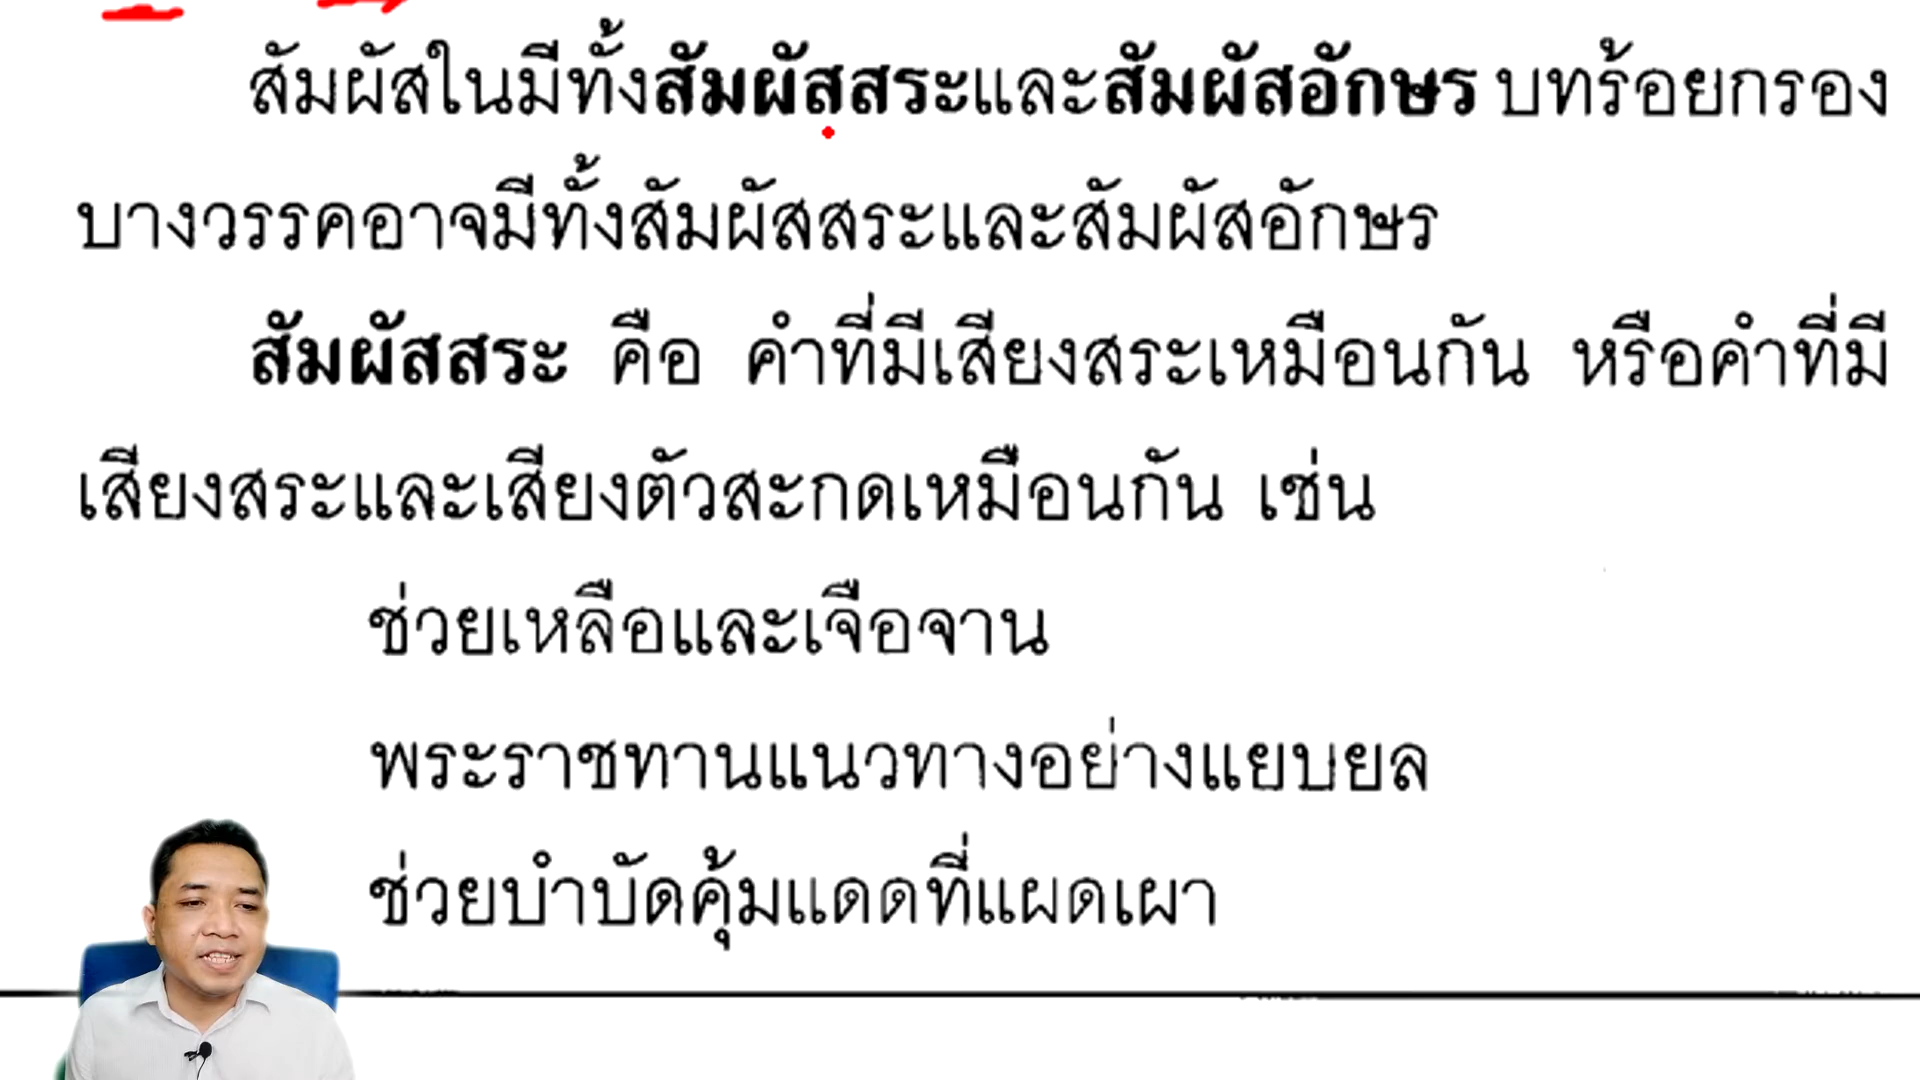 สัมผัสในมีทั้งสัมผัสสระและสัมผัสอักษร บทร้อยกรอง
บางวรรคอาจมีทั้งสัมผัสสระและสัมผัสอักษร
สัมผัสสระ คือ คำที่มีเสียงสระเหมือนกัน หรือคำที่มี
เสียงสระและเสียงตัวสะกดเหมือนกัน เช่น
ช่วยเหลือและเจือจาน
พระราชทานแนวทางอย่างแยบยล
ช่วยบำบัดคุ้มแดดที่แผดเผา